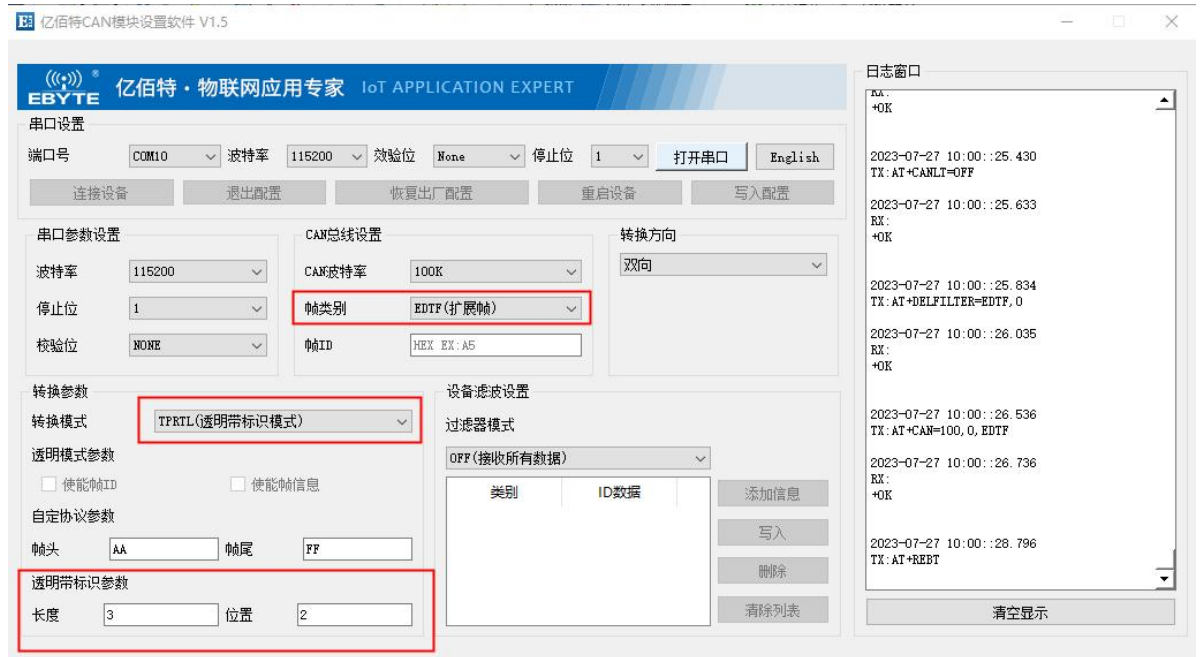 亿佰特CAN模块设置软件 V1.5
((•)) ®
EBYTE 亿佰特·物联网应用专家 IoT APPLICATION EXPERT
串口设置
端口号 COM10 波特率 115200 效验位 None 停止位 1 打开串口 English
连接设备 退出配置 恢复出厂配置 重启设备 写入配置
串口参数设置
波特率 115200
停止位 1
校验位 NONE
CAN总线设置
CAN波特率 100K
帧类别 EDTF(扩展帧)
帧ID HEX EX:A5
转换方向
双向
转换参数
转换模式 TPRTL(透明带标识模式)
透明模式参数
使能帧ID 使能帧信息
自定协议参数
帧头 AA 帧尾 FF
透明带标识参数
长度 3 位置 2
设备滤波设置
过滤器模式
OFF(接收所有数据)
类别 ID数据
添加信息
写入
删除
清除列表
日志窗口
+OK
2023-07-27 10:00::25.430
TX:AT+CANLT=OFF
2023-07-27 10:00::25.633
RX:
+OK
2023-07-27 10:00::25.834
TX:AT+DELFILTER=EDTF,0
2023-07-27 10:00::26.035
RX:
+OK
2023-07-27 10:00::26.536
TX:AT+CAN=100,0,EDTF
2023-07-27 10:00::26.736
RX:
+OK
2023-07-27 10:00::28.796
TX:AT+REBT
清空显示